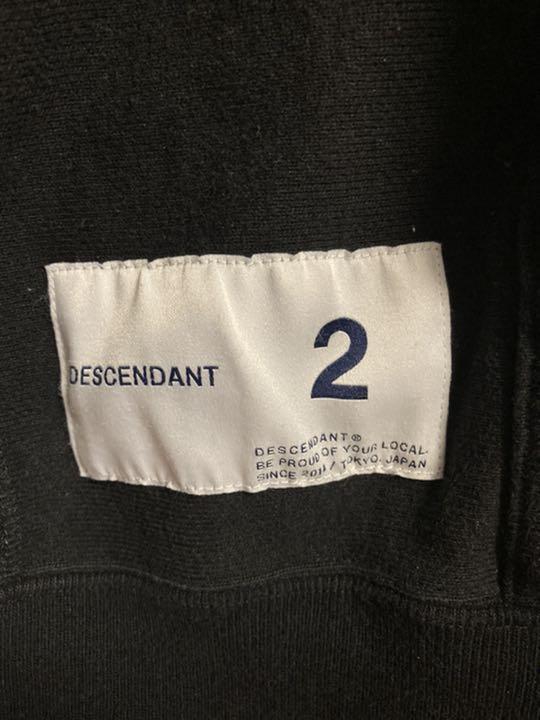 DESCENDANT
2
DESCENDANT®
BE PROUD OF YOUR LOCAL.
SINCE 2011 / TOKYO. JAPAN